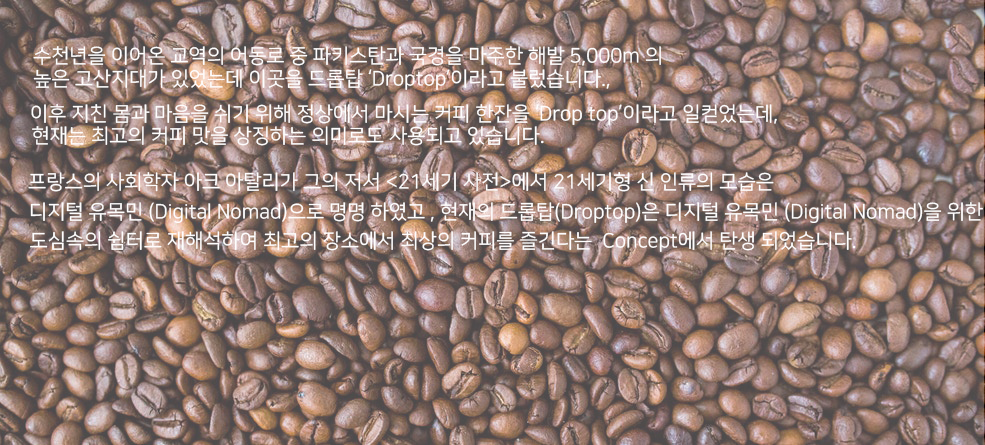 수천년을 이어온 교역의 여동로 중 파키스탄과 국경을 마주한 해발 5,000m 의
높은 고산지대가 있었는데 이곳을 드롭탑 ‘Droptop’이라고 불렀습니다.,
이후 지친 몸과 마음을 쉬기 위해 정상에서 마시는 커피 한잔을 ‘Drop top’이라고 일컫었는데,
현재는 최고의 커피 맛을 상징하는 의미로도 사용되고 있습니다.
프랑스의 사회학자 아크 아탈리가 그의 저서 <21세기 사전>에서 21세기형 신 인류의 모습은
디지털 유목민 (Digital Nomad)으로 명명 하였고 , 현재의 드롭탑(Droptop)은 디지털 유목민 (Digital Nomad)을 위한
도심속의 쉼터로 재해석하여 최고의 장소에서 최상의 커피를 즐긴다는 Concept에서 탄생 되었습니다.